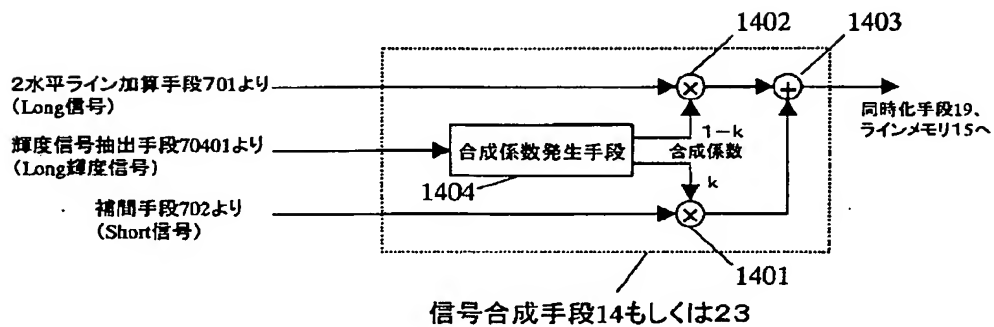 1402
1403
2水平ライン加算手段701より
(Long信号)
同時化手段19、
ラインメモリ15へ
輝度信号抽出手段70401より
(Long輝度信号)
合成係数発生手段
1-k
合成係数
k
1404
補間手段702より
(Short信号)
1401
信号合成手段14もしくは23